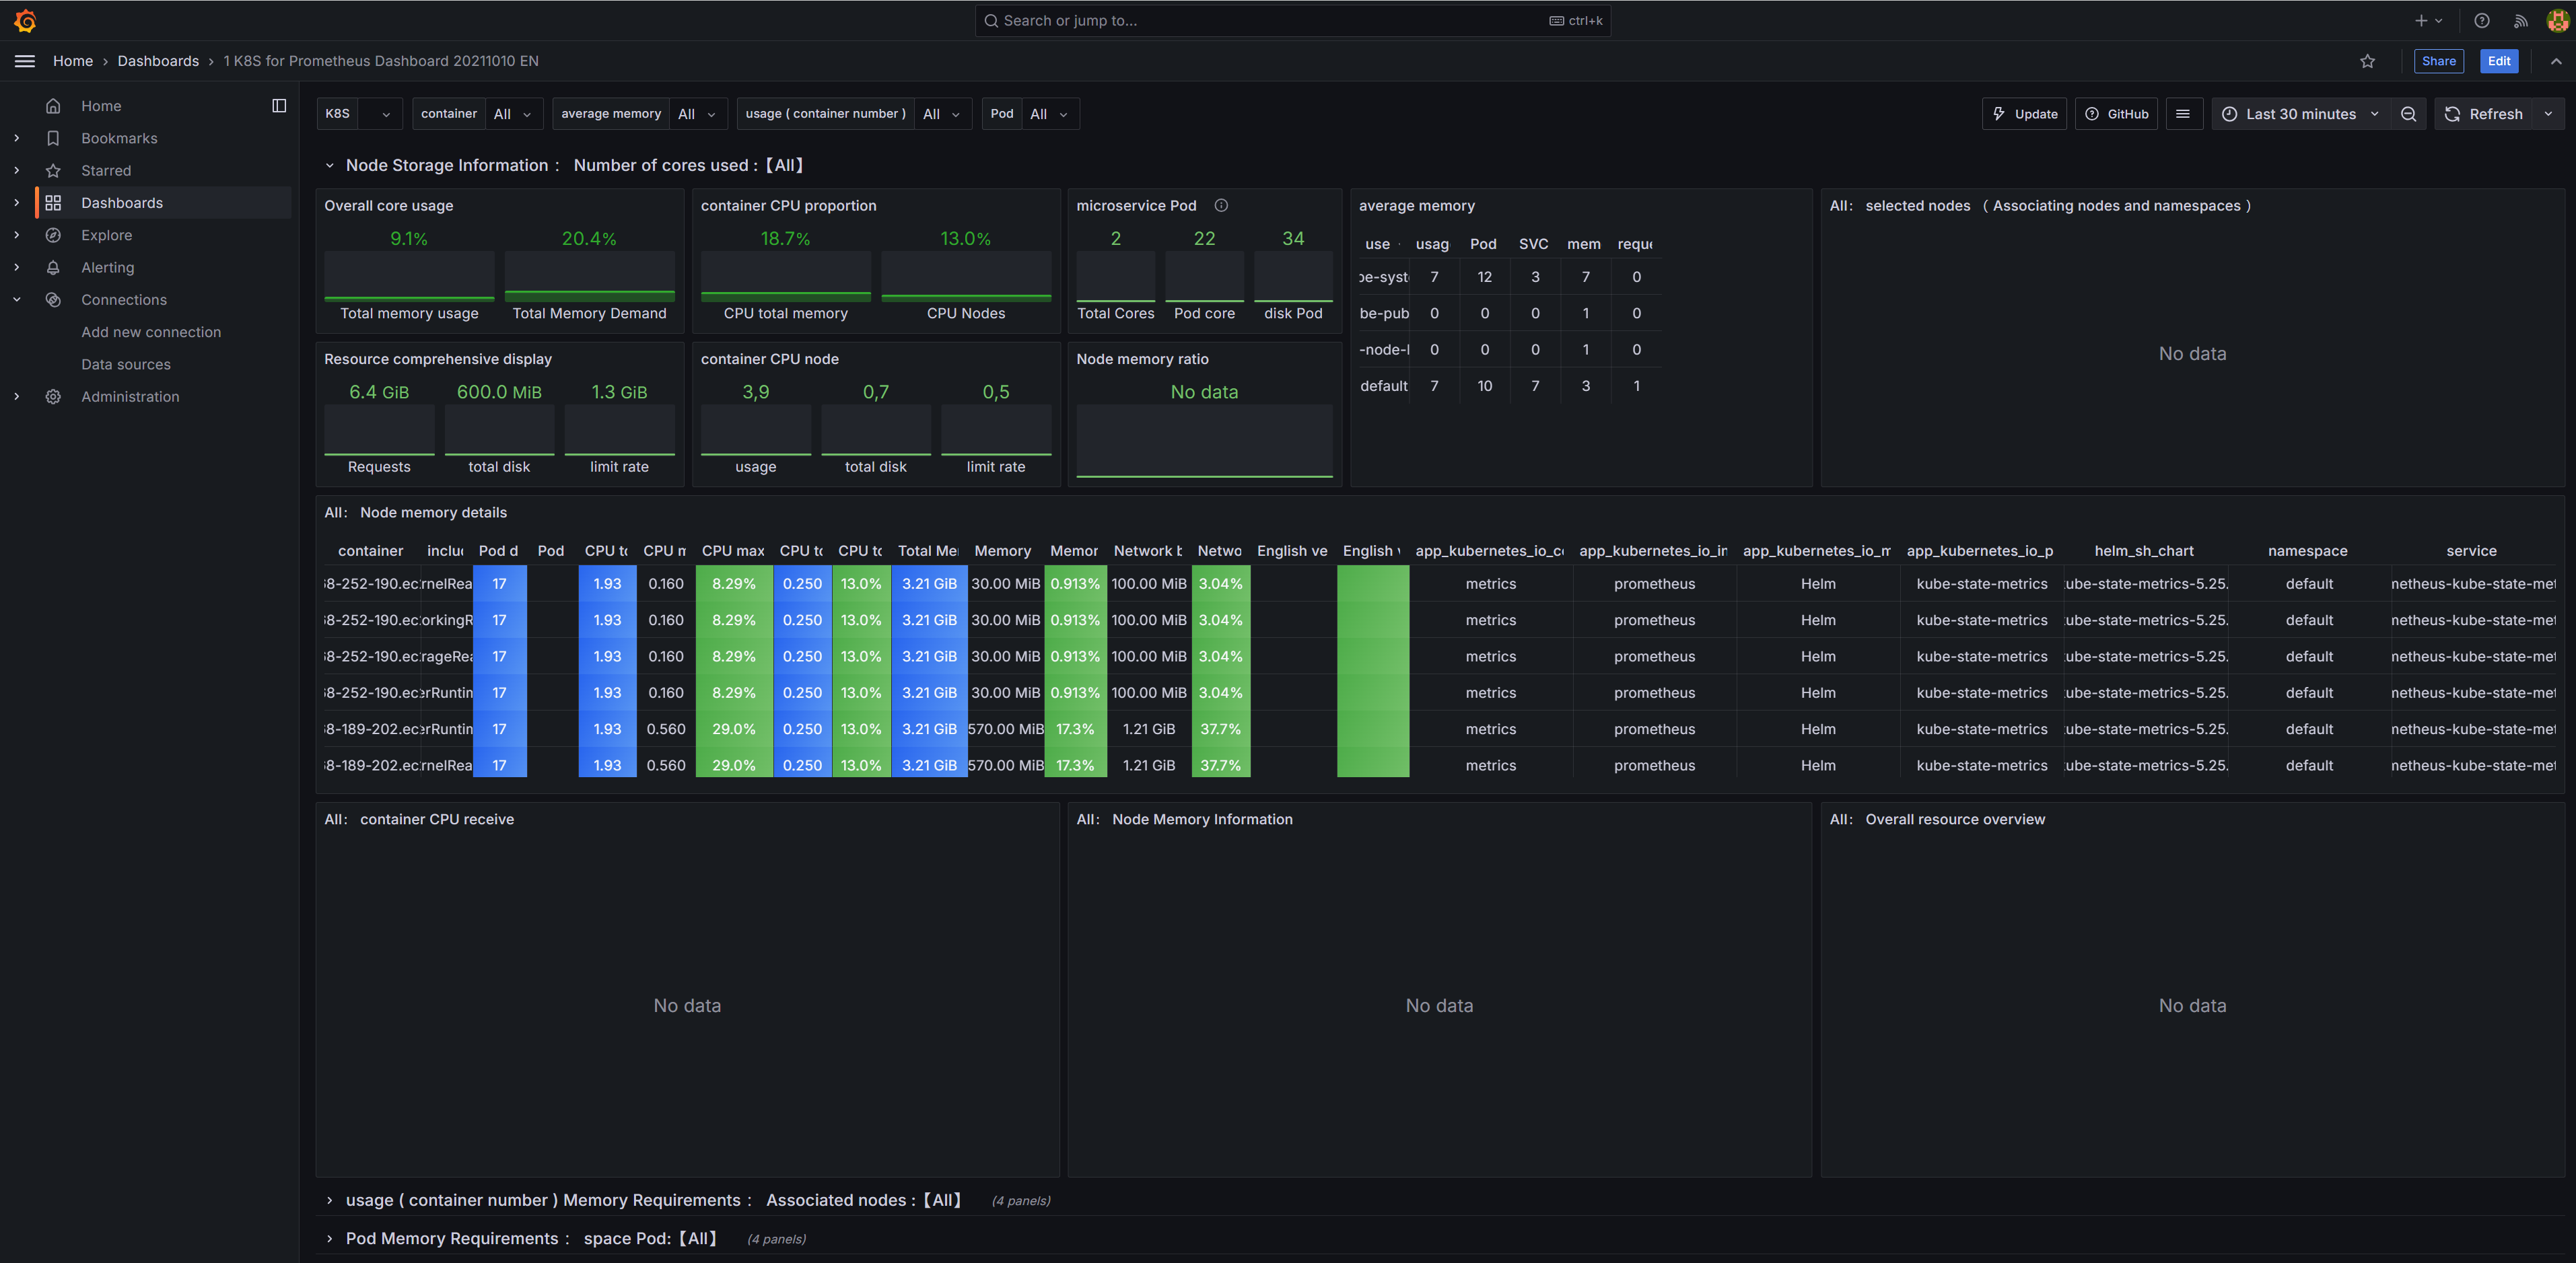 Search or jump to...
ctrl+k
Home › Dashboards › 1 K8S for Prometheus Dashboard 20211010 EN
Share
Edit
Home
Bookmarks
Starred
Dashboards
Explore
Alerting
Connections
Add new connection
Data sources
Administration
K8S
container All
average memory All
usage ( container number ) All
Pod All
Update
GitHub
Last 30 minutes
Refresh
Node Storage Information： Number of cores used :【All】
Overall core usage
9.1% 20.4%
Total memory usage Total Memory Demand
container CPU proportion
18.7% 13.0%
CPU total memory CPU Nodes
microservice Pod
2 22 34
Total Cores Pod core disk Pod
Resource comprehensive display
6.4 GiB 600.0 MiB 1.3 GiB
Requests total disk limit rate
container CPU node
3,9 0,7 0,5
usage total disk limit rate
Node memory ratio
No data
average memory
use usag Pod SVC mem requ
be-syst 7 12 3 7 0
be-pub 0 0 0 1 0
-node-l 0 0 0 1 0
default 7 10 7 3 1
All： selected nodes （ Associating nodes and namespaces ）
No data
All： Node memory details
container inclu Pod d Pod CPU to CPU m CPU max CPU to CPU to Total Me Memory Memor Network b Netwo English ve English v app_kubernetes_io_co app_kubernetes_io_in app_kubernetes_io_m app_kubernetes_io_p helm_sh_chart namespace service
8-252-190.ec rnelRea 17 1.93 0.160 8.29% 0.250 13.0% 3.21 GiB 30.00 MiB 0.913% 100.00 MiB 3.04% metrics prometheus Helm kube-state-metrics ube-state-metrics-5.25. default netheus-kube-state-met
8-252-190.ec orkingR 17 1.93 0.160 8.29% 0.250 13.0% 3.21 GiB 30.00 MiB 0.913% 100.00 MiB 3.04% metrics prometheus Helm kube-state-metrics ube-state-metrics-5.25. default netheus-kube-state-met
8-252-190.ec rageRea 17 1.93 0.160 8.29% 0.250 13.0% 3.21 GiB 30.00 MiB 0.913% 100.00 MiB 3.04% metrics prometheus Helm kube-state-metrics ube-state-metrics-5.25. default netheus-kube-state-met
8-252-190.ec erRuntin 17 1.93 0.160 8.29% 0.250 13.0% 3.21 GiB 30.00 MiB 0.913% 100.00 MiB 3.04% metrics prometheus Helm kube-state-metrics ube-state-metrics-5.25. default netheus-kube-state-met
8-189-202.ec erRuntin 17 1.93 0.560 29.0% 0.250 13.0% 3.21 GiB 570.00 MiB 17.3% 1.21 GiB 37.7% metrics prometheus Helm kube-state-metrics ube-state-metrics-5.25. default netheus-kube-state-met
8-189-202.ec rnelRea 17 1.93 0.560 29.0% 0.250 13.0% 3.21 GiB 570.00 MiB 17.3% 1.21 GiB 37.7% metrics prometheus Helm kube-state-metrics ube-state-metrics-5.25. default netheus-kube-state-met
All： container CPU receive
No data
All： Node Memory Information
No data
All： Overall resource overview
No data
usage ( container number ) Memory Requirements： Associated nodes :【All】 (4 panels)
Pod Memory Requirements： space Pod:【All】 (4 panels)